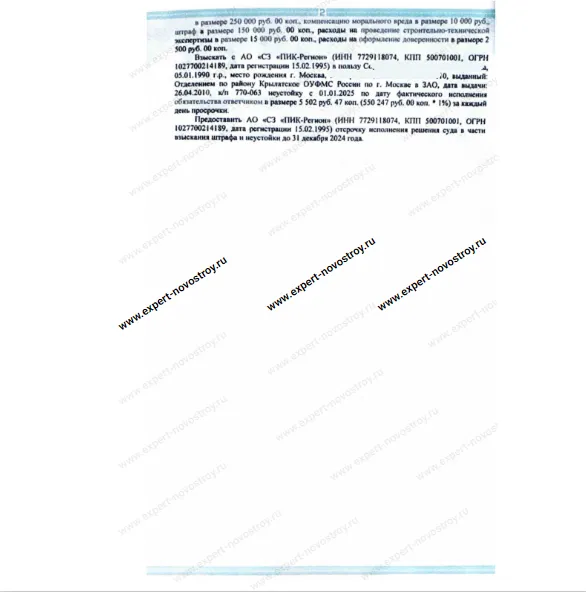 2
в размере 250 000 руб. 00 коп., компенсацию морального вреда в размере 10 000 руб.,
штраф в размере 150 000 руб. 00 коп., расходы на проведение строительно-технической
экспертизы в размере 15 000 руб. 00 коп., расходы на оформление доверенности в размере 2
500 руб. 00 коп.
Взыскать с АО «СЗ «ПИК-Регион» (ИНН 7729118074, КПП 500701001, ОГРН
1027700214189, дата регистрации 15.02.1995) в пользу
05.01.1990 г.р., место рождения г. Москва, выданный:
Отделением по району Крылатское ОУФМС России по г. Москве в ЗАО, дата выдачи:
26.04.2010, к/п 770-063 неустойку с 01.01.2025 по дату фактического исполнения
обязательства ответчиком в размере 5 502 руб. 47 коп. (550 247 руб. 00 коп. * 1%) за каждый
день просрочки.
Предоставить АО «СЗ «ПИК-Регион» (ИНН 7729118074, КПП 500701001, ОГРН
1027700214189, дата регистрации 15.02.1995) отсрочку исполнения решения суда в части
взыскания штрафа и неустойки до 31 декабря 2024 года.
www.expert-novostroy.ru
www.expert-novostroy.ru
www.expert-novostroy.ru